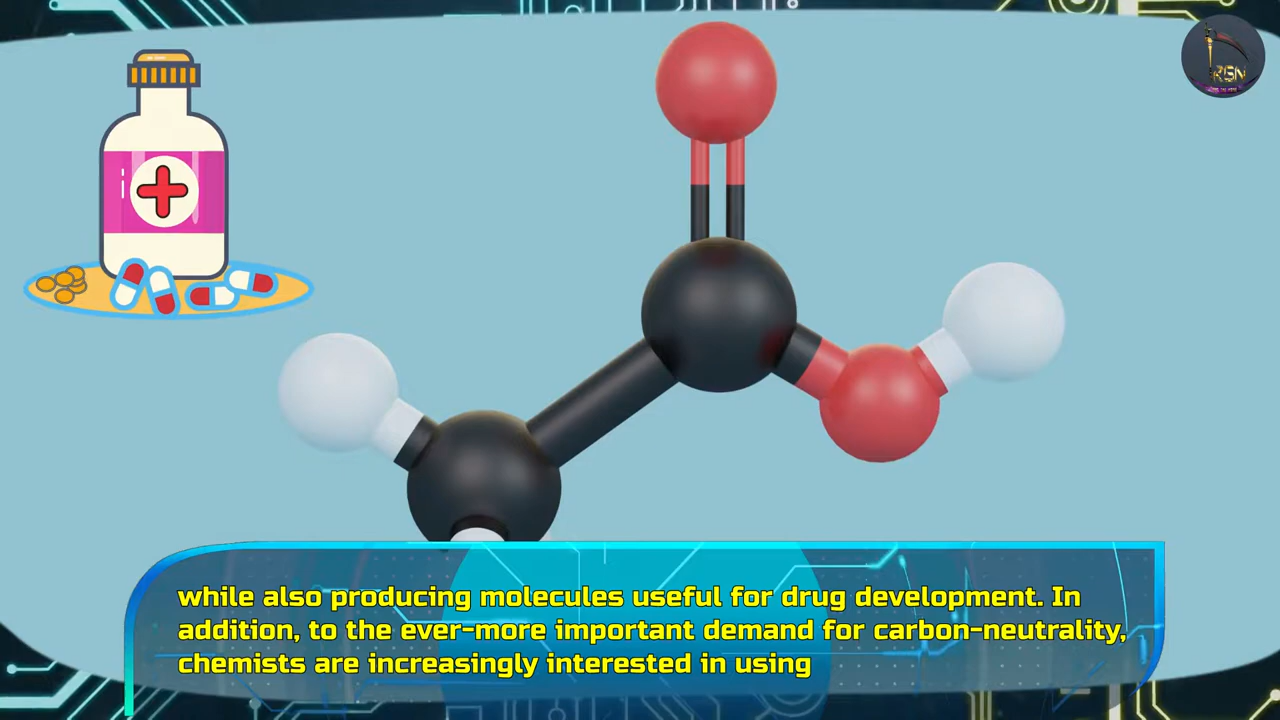 RGN
while also producing molecules useful for drug development. In
addition, to the ever-more important demand for carbon-neutrality,
chemists are increasingly interested in using